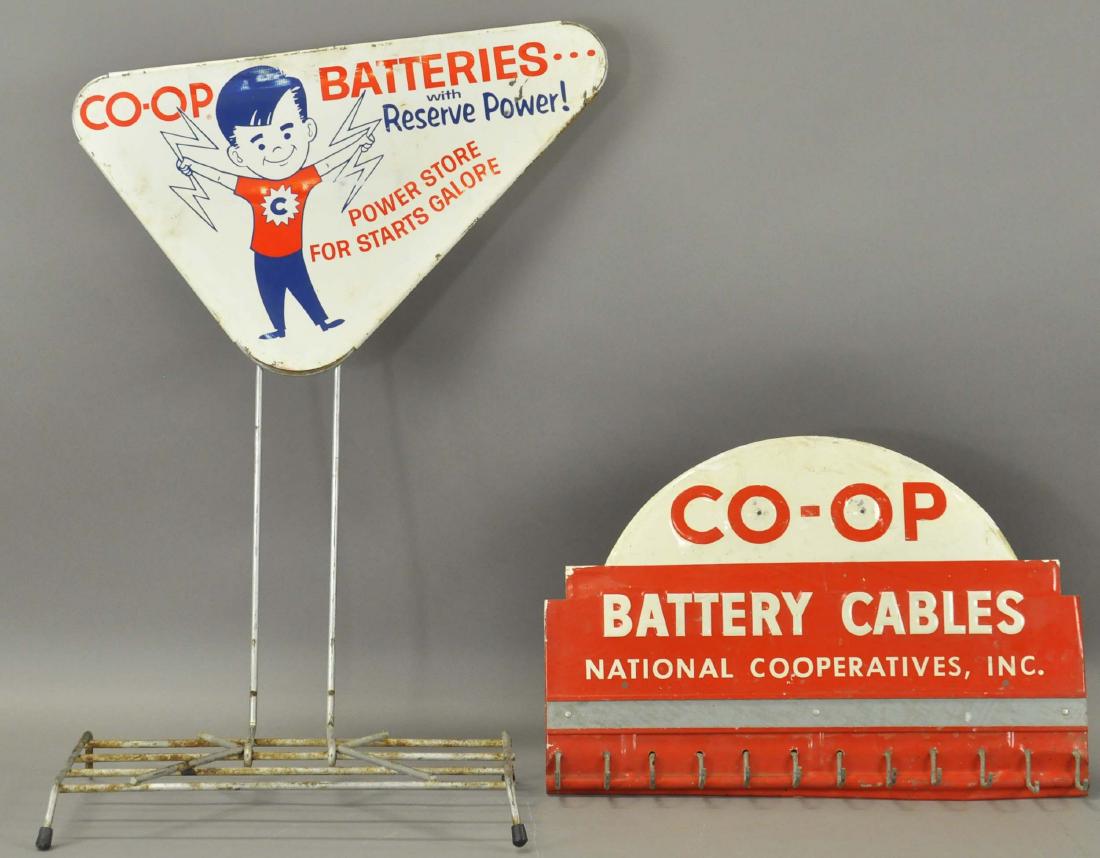 CO-OP BATTERIES...
with
Reserve Power!
POWER STORE
FOR STARTS GALORE
C
CO-OP
BATTERY CABLES
NATIONAL COOPERATIVES, INC.